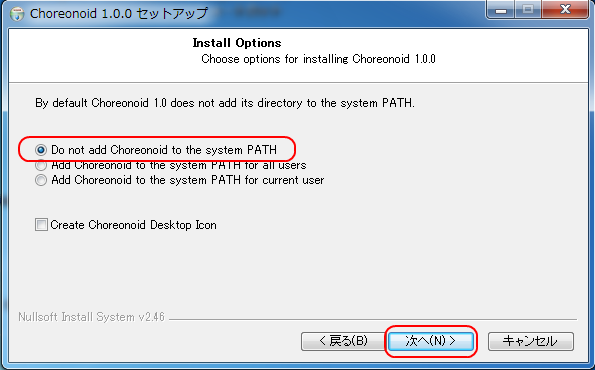 Choreonoid 1.0.0 セットアップ
Install Options
Choose options for installing Choreonoid 1.0.0
By default Choreonoid 1.0 does not add its directory to the system PATH.
Do not add Choreonoid to the system PATH
Add Choreonoid to the system PATH for all users
Add Choreonoid to the system PATH for current user
Create Choreonoid Desktop Icon
Nullsoft Install System v2.46
< 戻る(B)
次へ(N) >
キャンセル